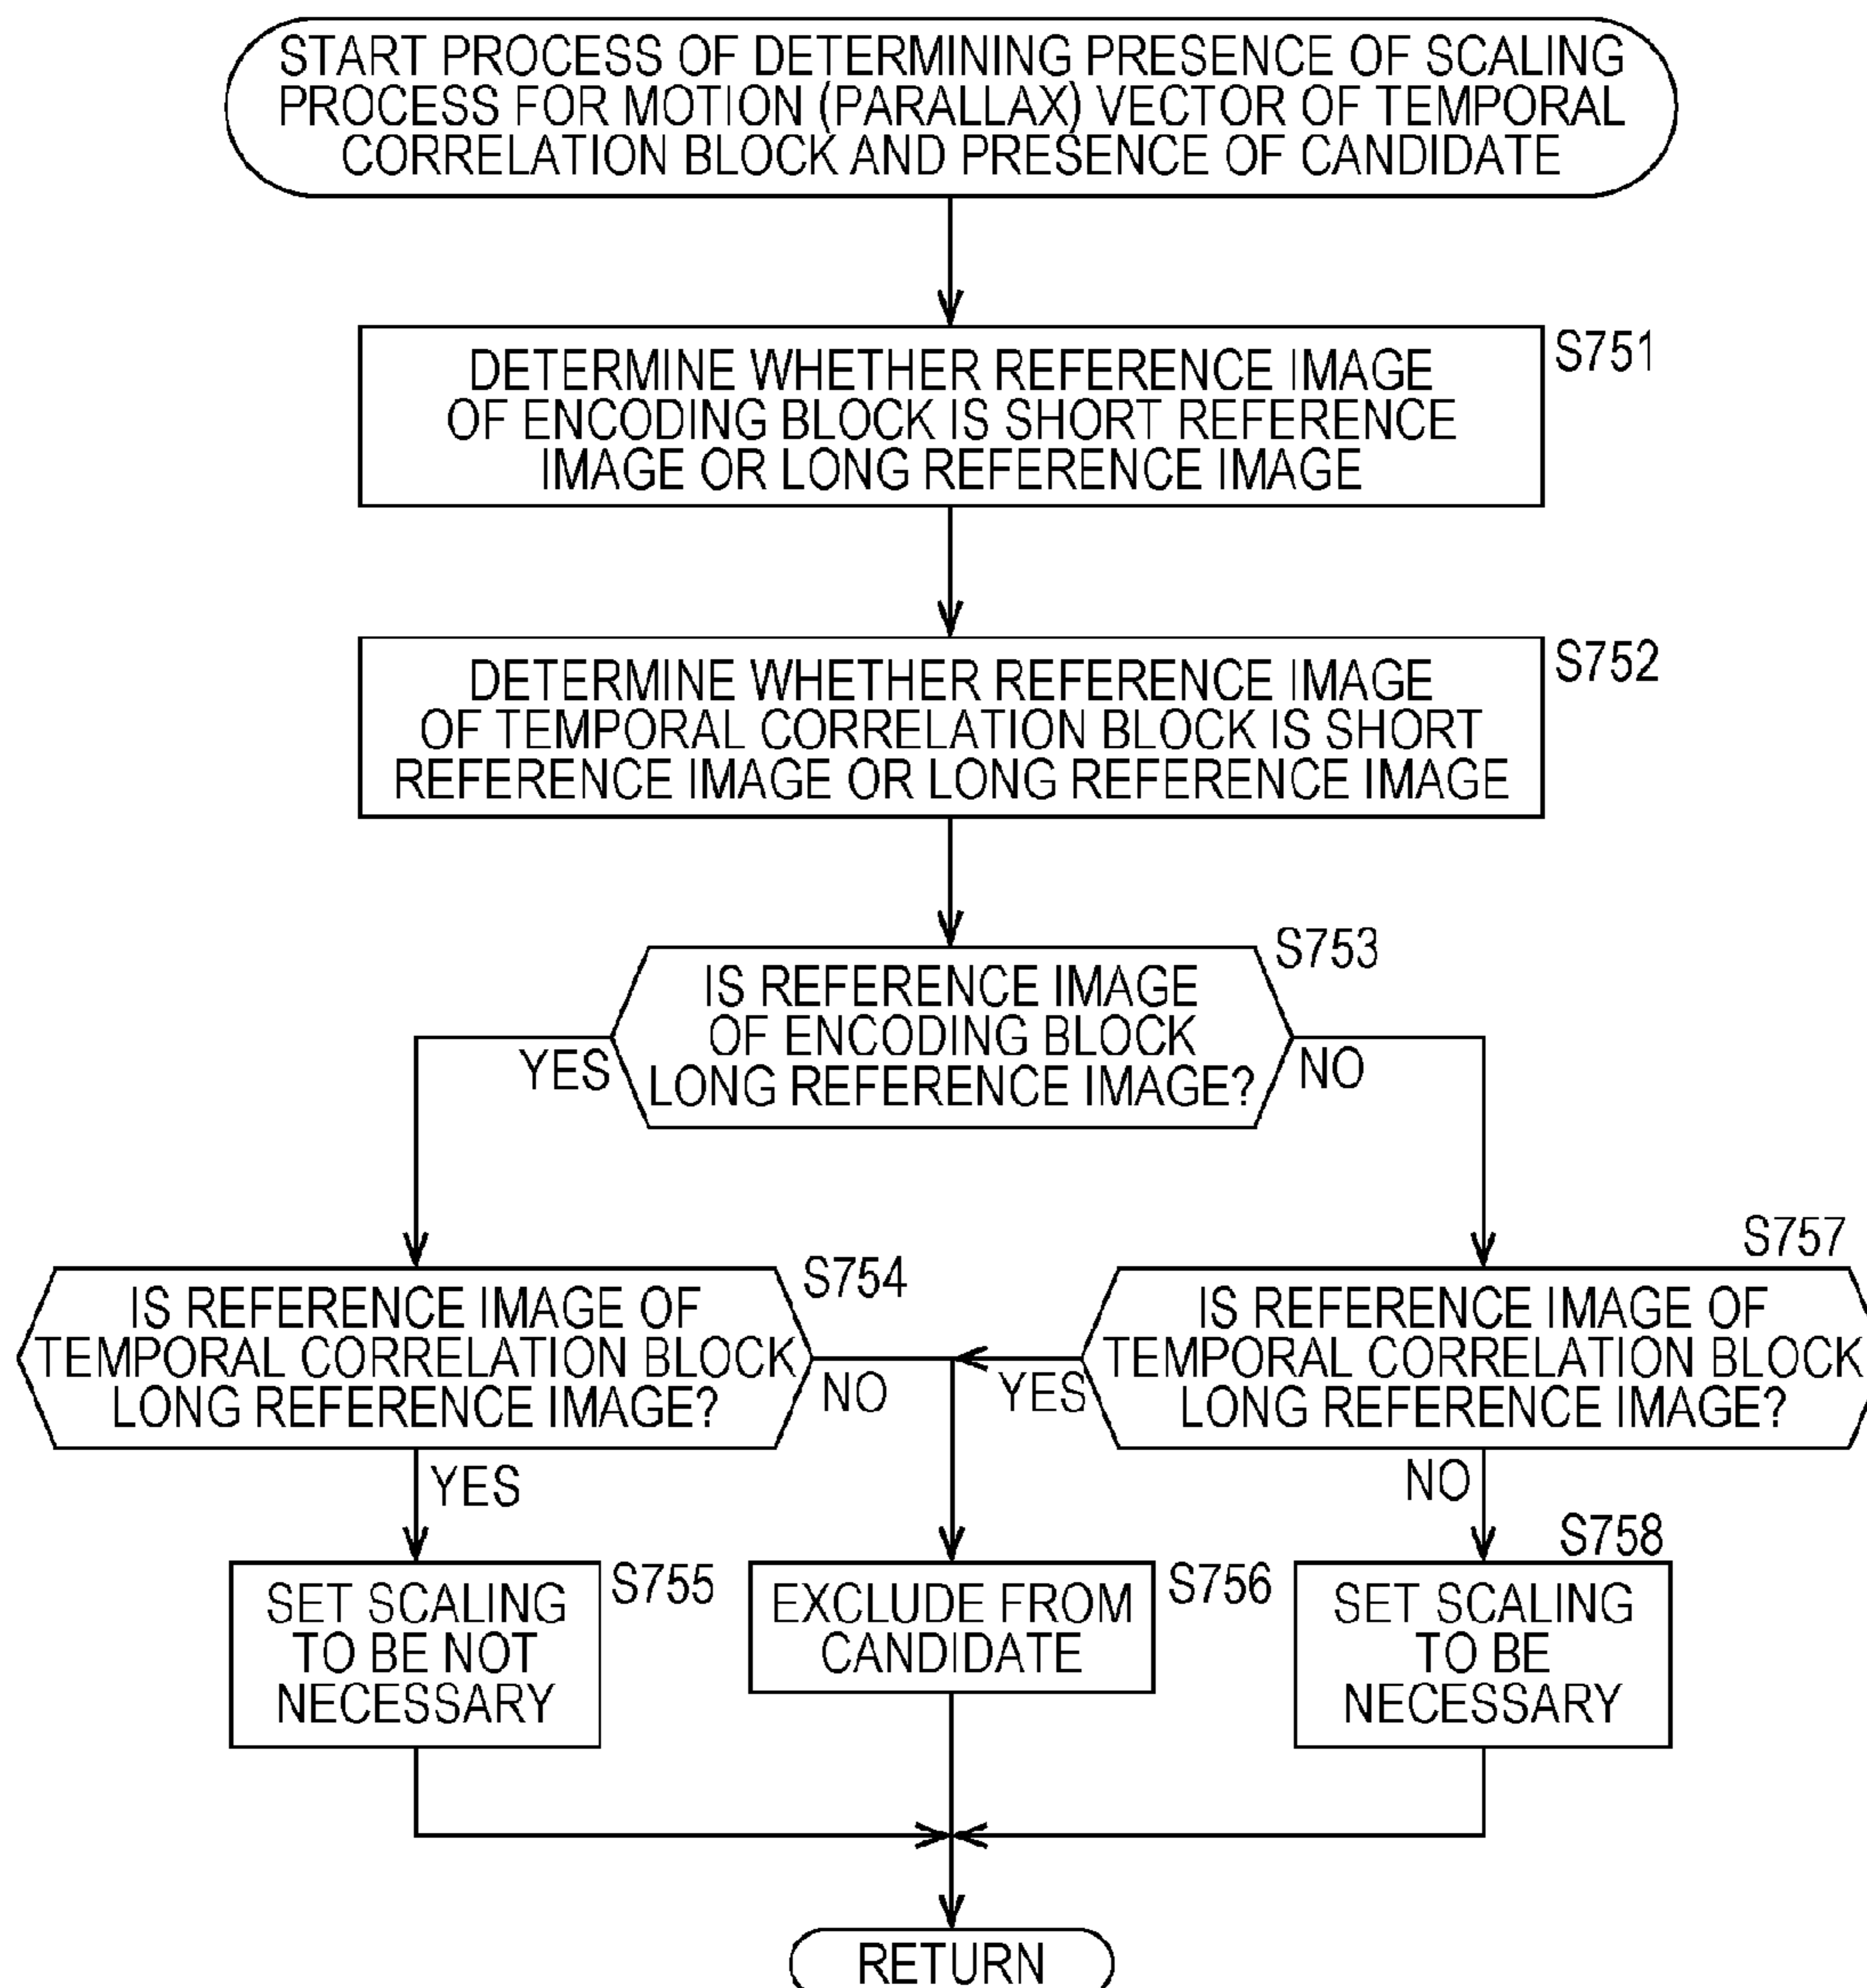 START PROCESS OF DETERMINING PRESENCE OF SCALING
PROCESS FOR MOTION (PARALLAX) VECTOR OF TEMPORAL
CORRELATION BLOCK AND PRESENCE OF CANDIDATE
S751
DETERMINE WHETHER REFERENCE IMAGE
OF ENCODING BLOCK IS SHORT REFERENCE
IMAGE OR LONG REFERENCE IMAGE
S752
DETERMINE WHETHER REFERENCE IMAGE
OF TEMPORAL CORRELATION BLOCK IS SHORT
REFERENCE IMAGE OR LONG REFERENCE IMAGE
S753
IS REFERENCE IMAGE
OF ENCODING BLOCK
LONG REFERENCE IMAGE?
YES
NO
S754
IS REFERENCE IMAGE OF
TEMPORAL CORRELATION BLOCK
LONG REFERENCE IMAGE?
NO
YES
S757
IS REFERENCE IMAGE OF
TEMPORAL CORRELATION BLOCK
LONG REFERENCE IMAGE?
YES
NO
S755
SET SCALING
TO BE NOT
NECESSARY
S756
EXCLUDE FROM
CANDIDATE
S758
SET SCALING
TO BE
NECESSARY
RETURN